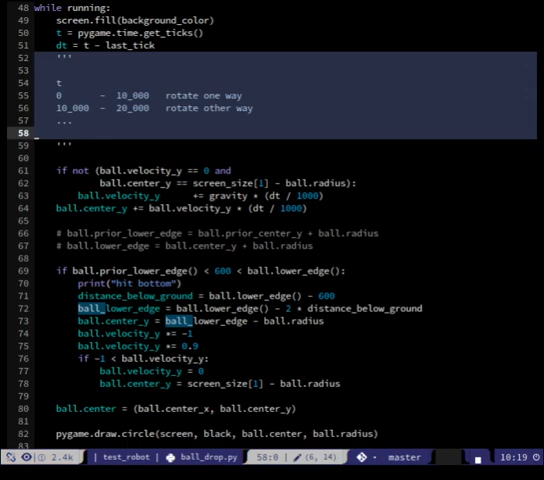 48 while running:
49     screen.fill(background_color)
50     t = pygame.time.get_ticks()
51     dt = t - last_tick
52     '''
53
54     t
55     0       -  10_000   rotate one way
56     10_000  -  20_000   rotate other way
57     ...
58
59     '''
60
61     if not (ball.velocity_y == 0 and
62             ball.center_y == screen_size[1] - ball.radius):
63         ball.velocity_y      += gravity * (dt / 1000)
64     ball.center_y += ball.velocity_y * (dt / 1000)
65
66     # ball.prior_lower_edge = ball.prior_center_y + ball.radius
67     # ball.lower_edge = ball.center_y + ball.radius
68
69     if ball.prior_lower_edge() < 600 < ball.lower_edge():
70         print("hit bottom")
71         distance_below_ground = ball.lower_edge() - 600
72         ball_lower_edge = ball.lower_edge() - 2 * distance_below_ground
73         ball.center_y = ball_lower_edge - ball.radius
74         ball.velocity_y *= -1
75         ball.velocity_y *= 0.9
76         if -1 < ball.velocity_y:
77             ball.velocity_y = 0
78             ball.center_y = screen_size[1] - ball.radius
79
80     ball.center = (ball.center_x, ball.center_y)
81
82     pygame.draw.circle(screen, black, ball.center, ball.radius)
83
2.4k | test_robot | ball_drop.py 58:0 | (6, 14) master 10:19